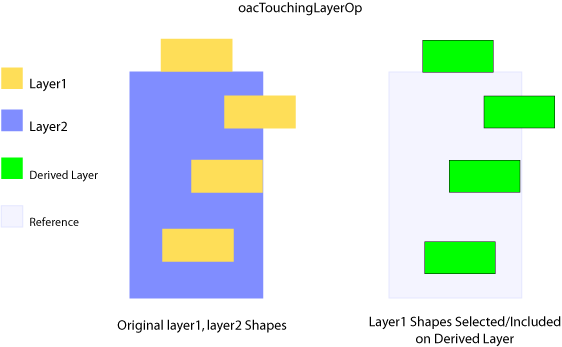 oacTouchingLayerOp
Layer1
Layer2
Derived Layer
Reference
Original layer1, layer2 Shapes
Layer1 Shapes Selected/Included
on Derived Layer